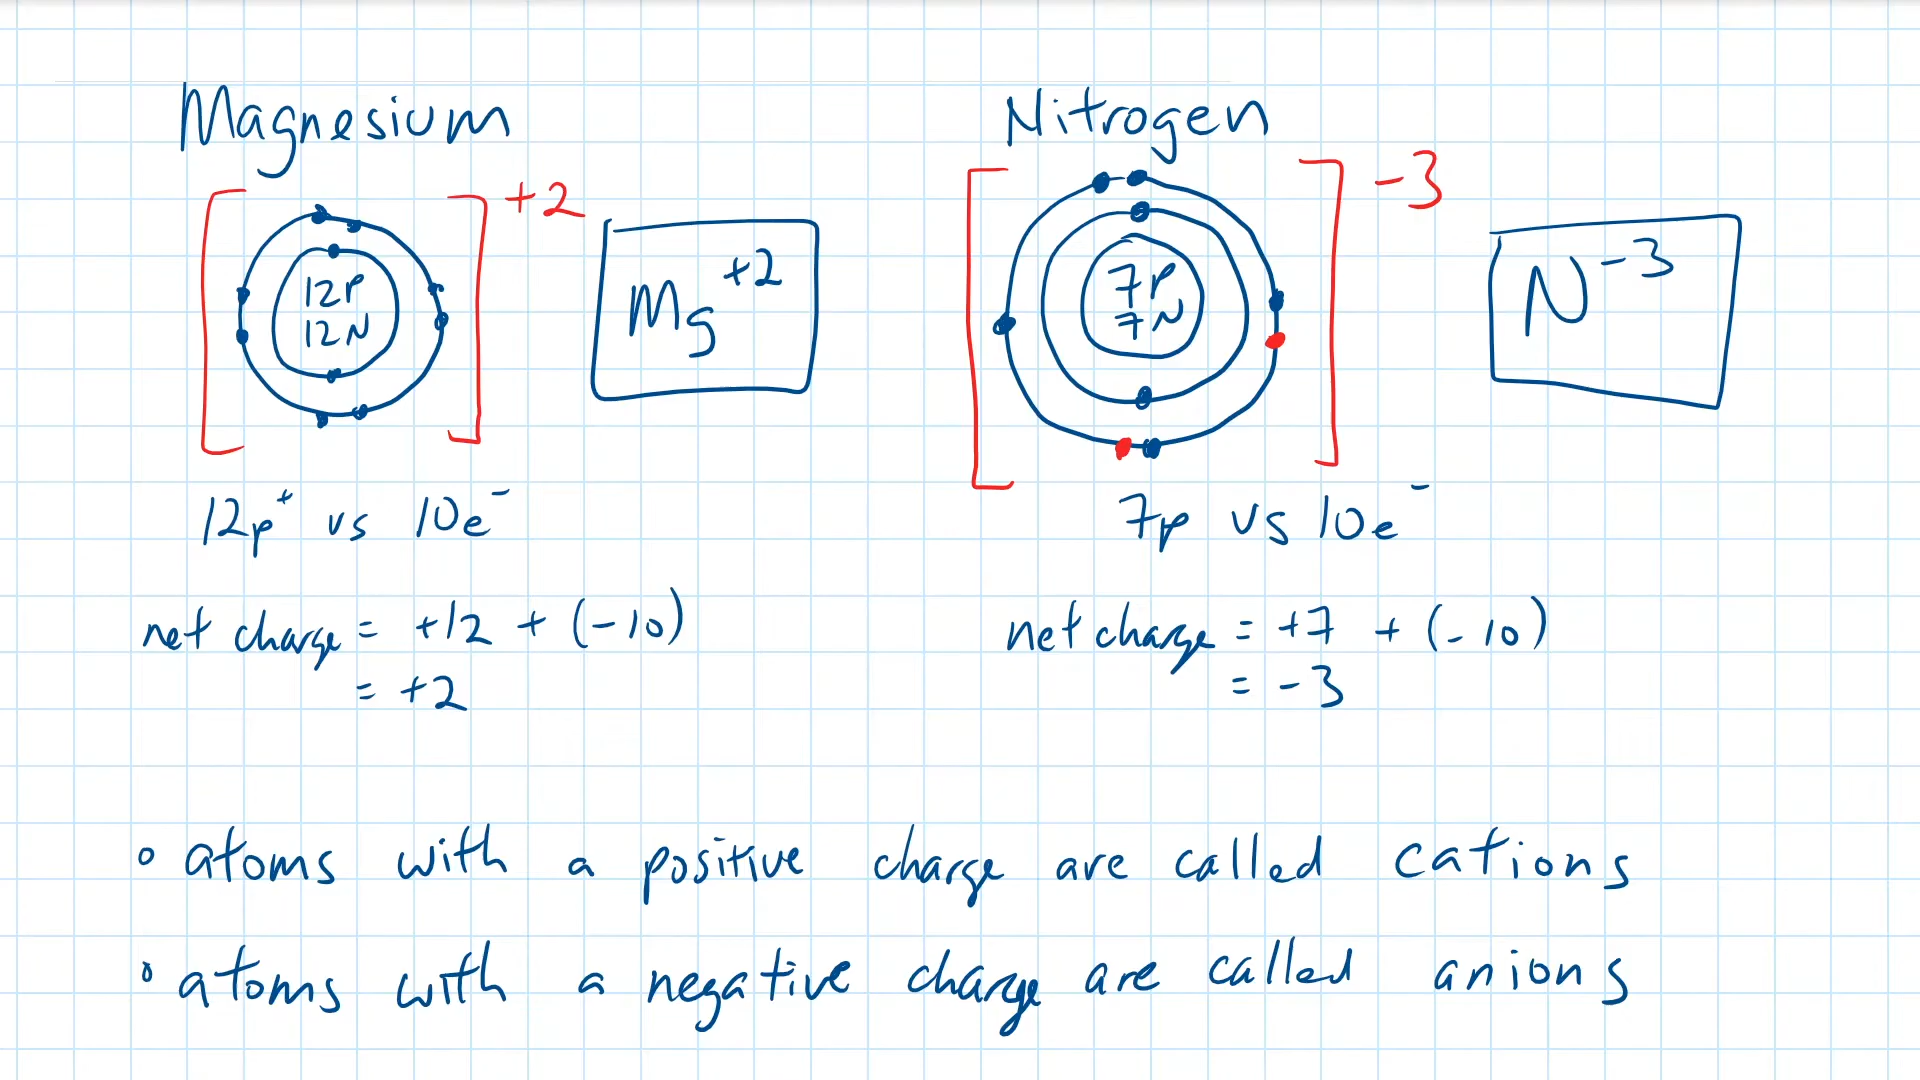 Magnesium
+2
12P
12N
Mg+2
12p+ vs 10e-
net charge = +12 + (-10)
= +2
Nitrogen
-3
7P
7N
N-3
7p vs 10e-
net charge = +7 + (-10)
= -3
° atoms with a positive charge are called cations
° atoms with a negative charge are called anions